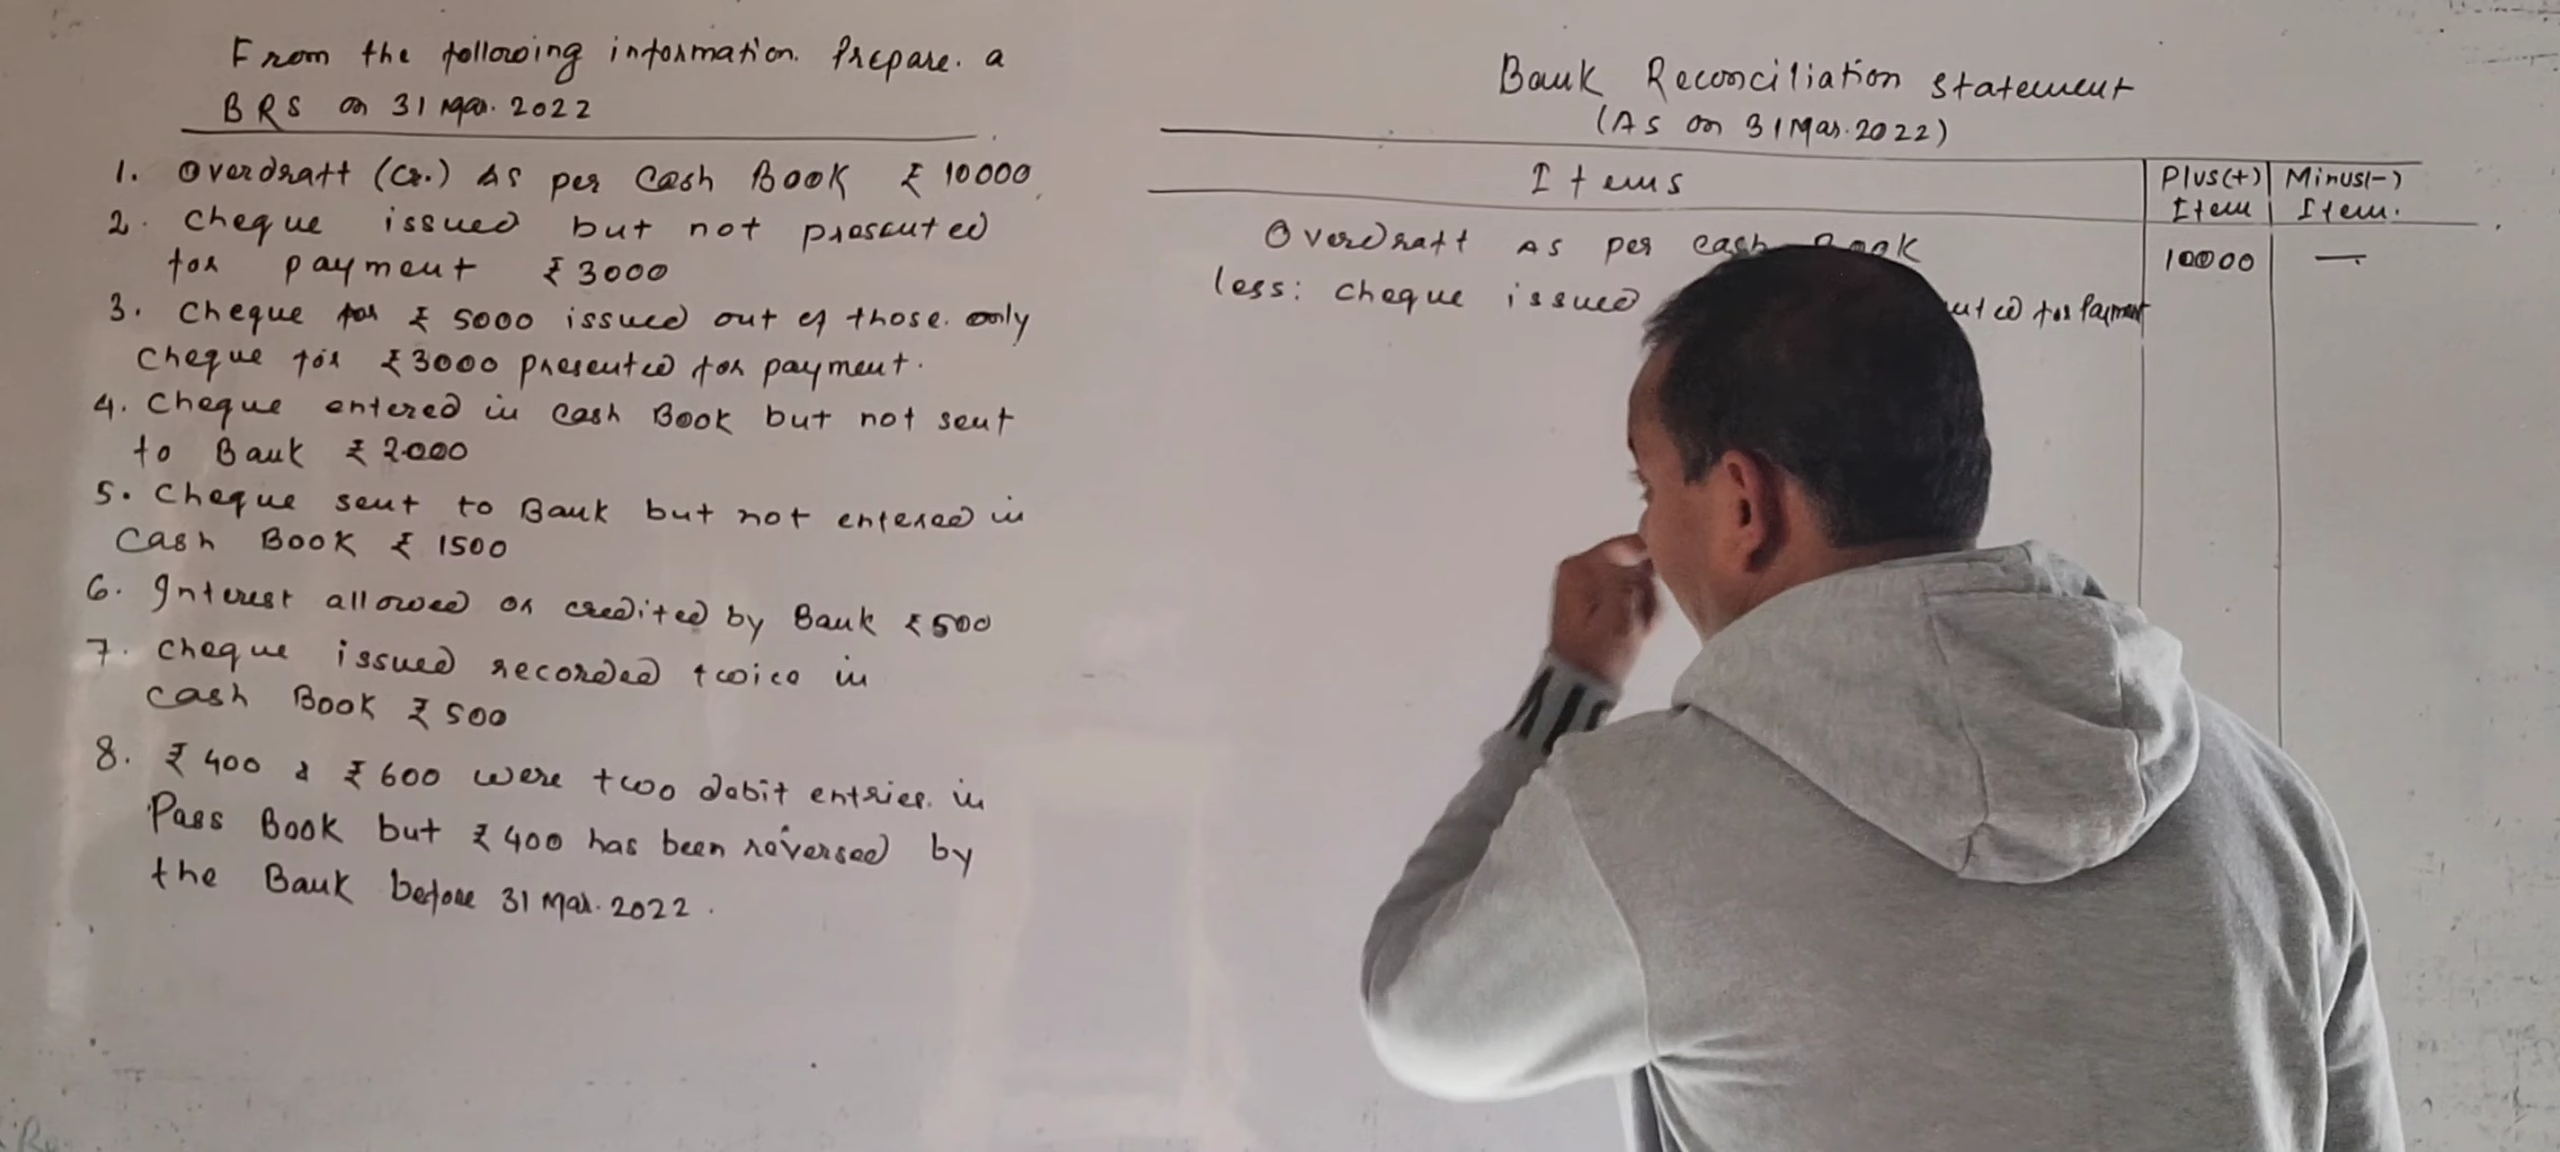 From the following information. Prepare. a
BRS on 31 Mar. 2022
1. Overdraft (Cr.) As per Cash Book ₹ 10000
2. Cheque issued but not presented
for payment ₹ 3000
3. Cheque for ₹ 5000 issued out of those. only
Cheque for ₹ 3000 presented for payment.
4. Cheque entered in Cash Book but not sent
to Bank ₹ 2000
5. Cheque sent to Bank but not entered in
Cash Book ₹ 1500
6. Interest allowed or credited by Bank ₹ 500
7. Cheque issued recorded twice in
Cash Book ₹ 500
8. ₹ 400 & ₹ 600 were two debit entries. in
Pass Book but ₹ 400 has been reversed by
the Bank before 31 Mar. 2022.
Bank Reconciliation Statement
(As on 31 Mar. 2022)
Items Plus(+) Item Minus(-) Item.
Overdraft As per Cash Book 10000 —
less: Cheque issued for Payment